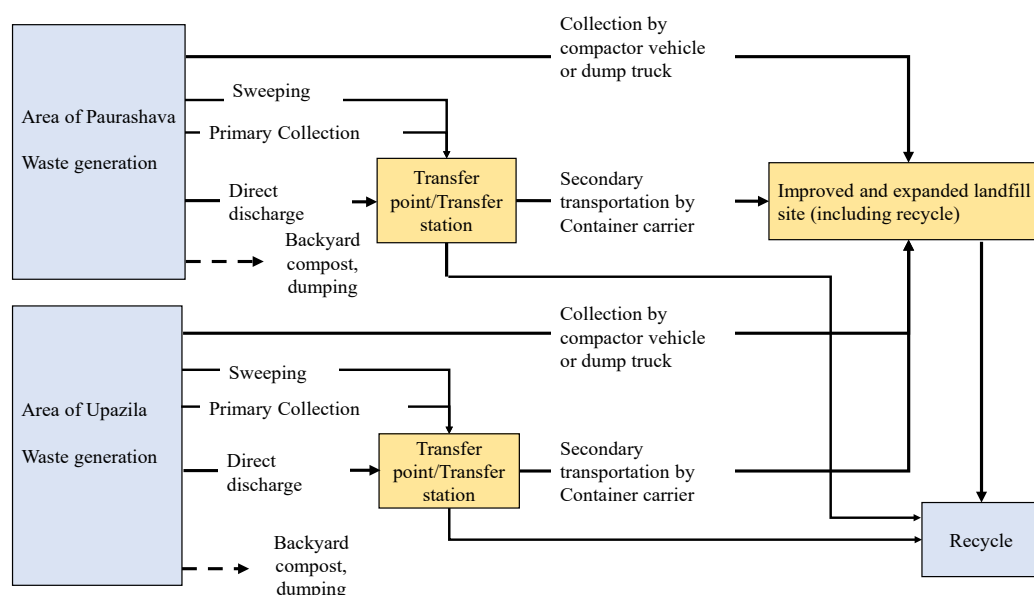 Collection by
compactor vehicle
or dump truck
Sweeping
Area of Paurashava
Primary Collection
Waste generation
Transfer
point/Transfer
station
Direct
discharge
Secondary
transportation by
Container carrier
Improved and expanded landfill
site (including recycle)
Backyard
compost,
dumping
Collection by
compactor vehicle
or dump truck
Sweeping
Area of Upazila
Primary Collection
Waste generation
Transfer
point/Transfer
station
Direct
discharge
Secondary
transportation by
Container carrier
Backyard
compost,
dumping
Recycle